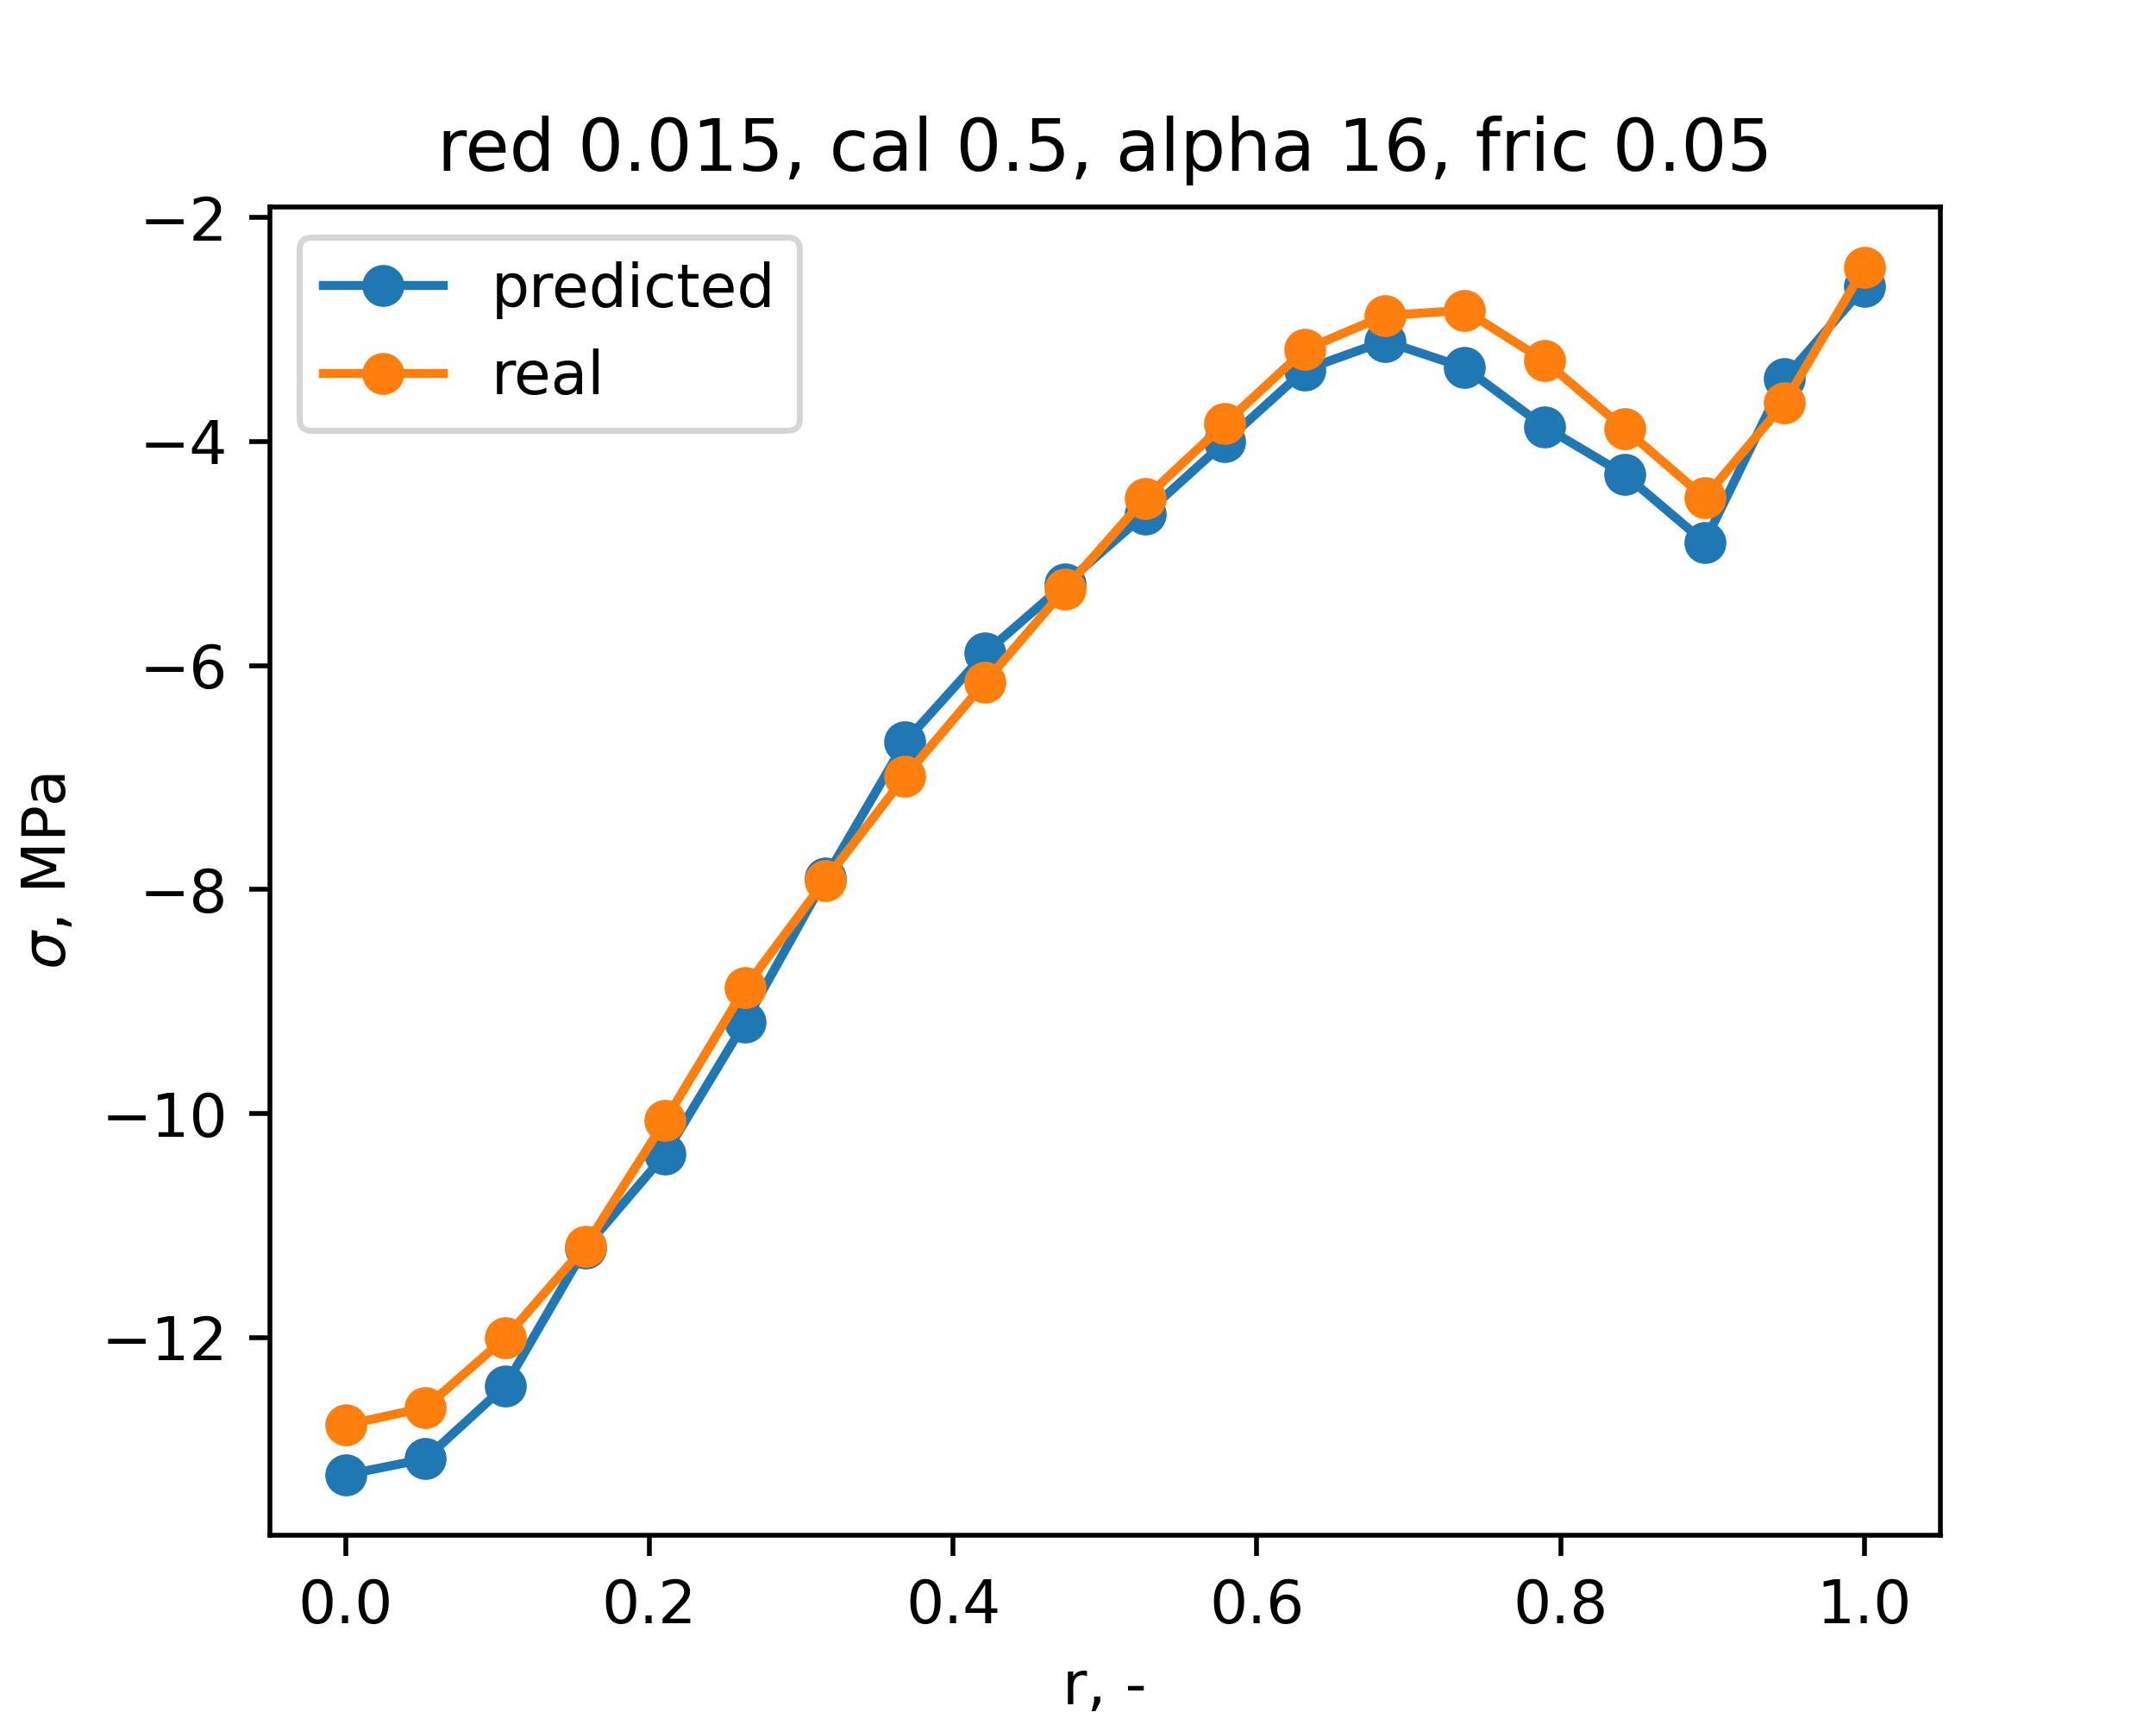 red 0.015, cal 0.5, alpha 16, fric 0.05
predicted
real
−2
−4
−6
−8
−10
−12
σ, MPa
0.0 0.2 0.4 0.6 0.8 1.0
r, -